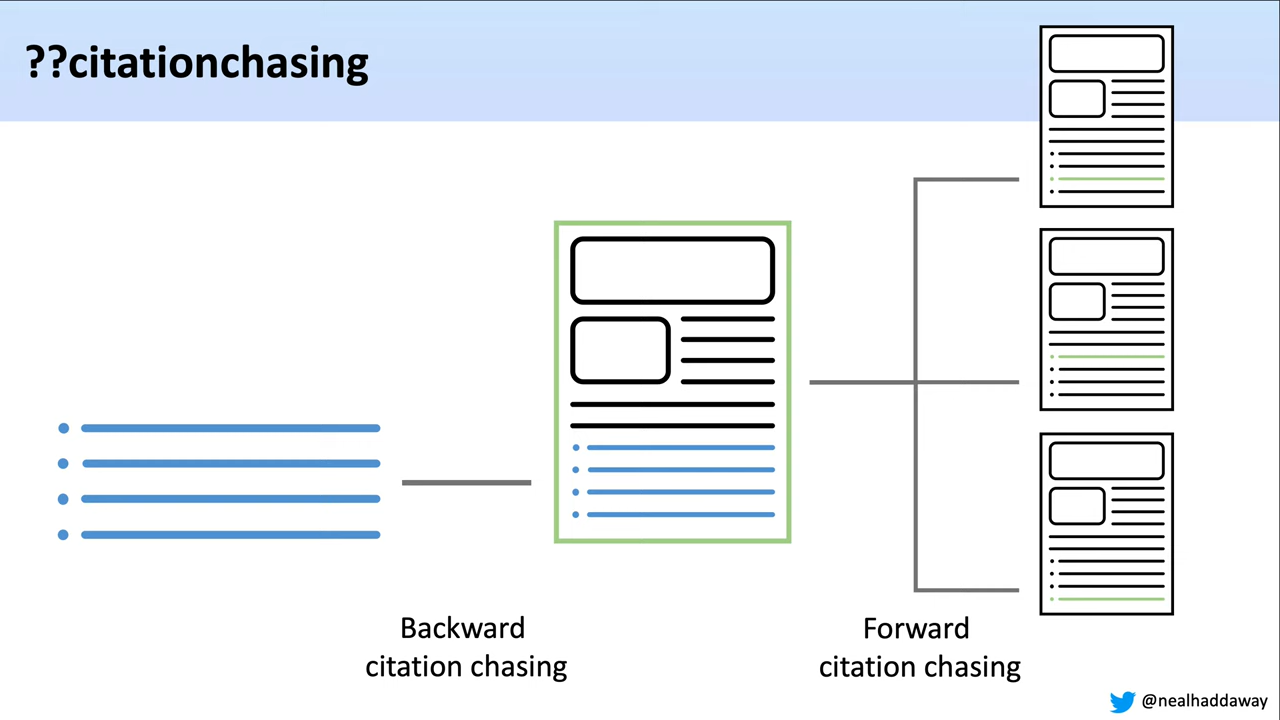 ??citationchasing
Backward
citation chasing
Forward
citation chasing
@nealhaddaway